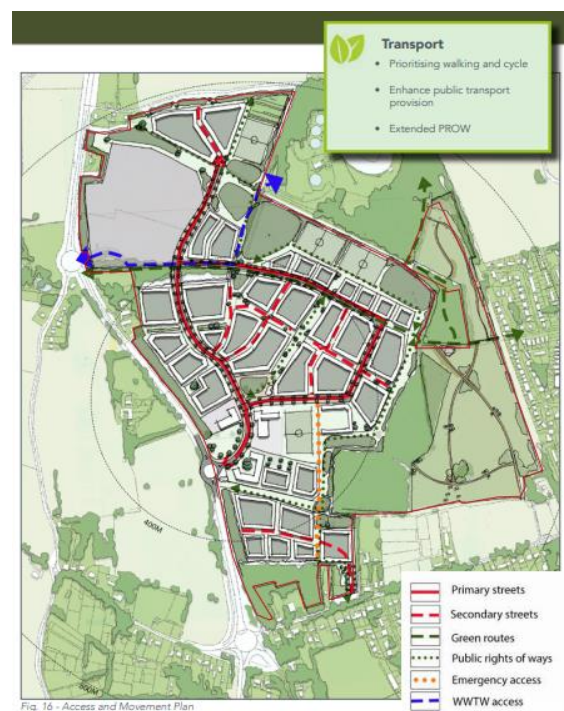 Transport
• Prioritising walking and cycle
• Enhance public transport
provision
• Extended PROW
400M
800M
Primary streets
Secondary streets
Green routes
Public rights of ways
Emergency access
WWTW access
Fig. 16 - Access and Movement Plan